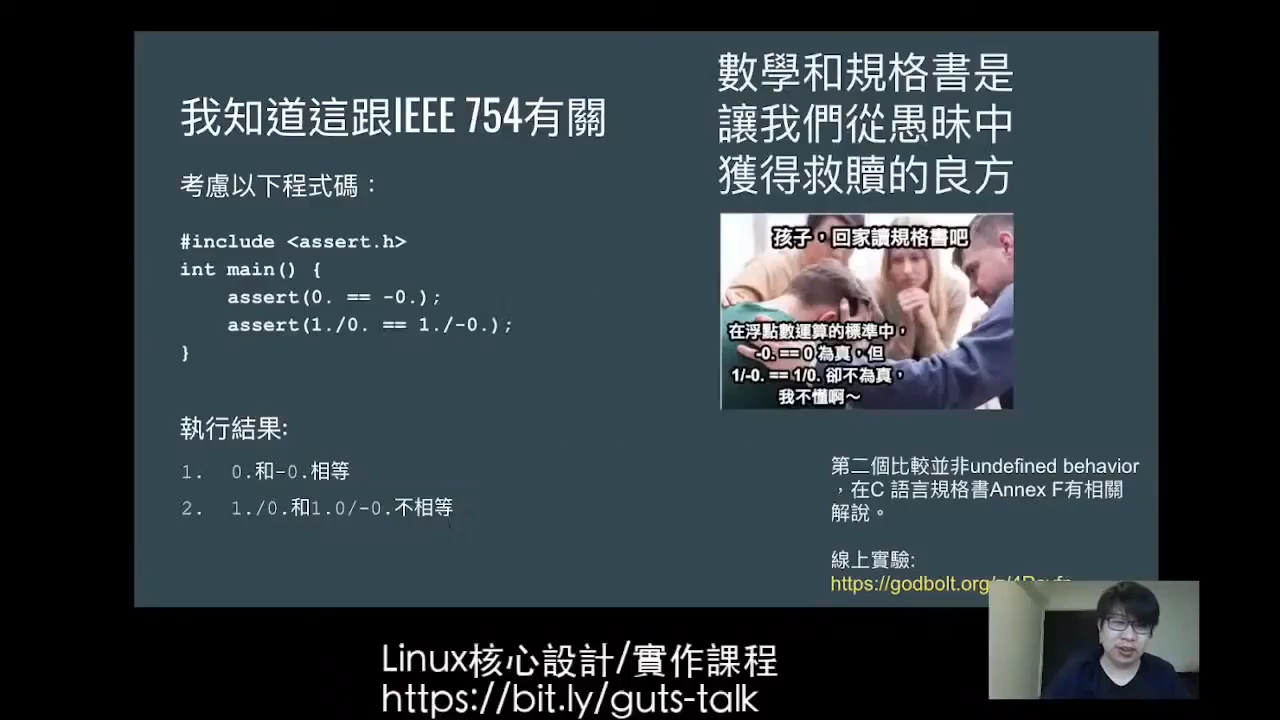 我知道這跟IEEE 754有關
考慮以下程式碼：
#include <assert.h>
int main() {
    assert(0. == -0.);
    assert(1./0. == 1./-0.);
}
執行結果:
1. 0.和-0.相等
2. 1./0.和1.0/-0.不相等
數學和規格書是
讓我們從愚昧中
獲得救贖的良方
孩子，回家讀規格書吧
在浮點數運算的標準中，
-0. == 0 為真，但
1/-0. == 1/0. 卻不為真，
我不懂啊～
第二個比較並非undefined behavior
，在C 語言規格書Annex F有相關
解說。
線上實驗:
https://godbolt.org/
Linux核心設計/實作課程
https://bit.ly/guts-talk